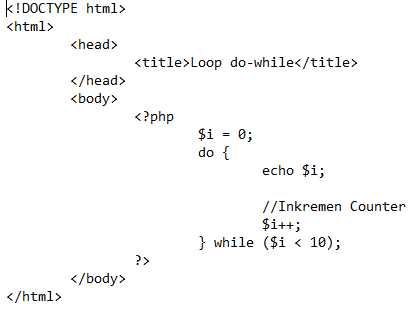 <!DOCTYPE html>
<html>
<head>
<title>Loop do-while</title>
</head>
<body>
<?php
$i = 0;
do {
echo $i;
//Inkremen Counter
$i++;
} while ($i < 10);
?>
</body>
</html>